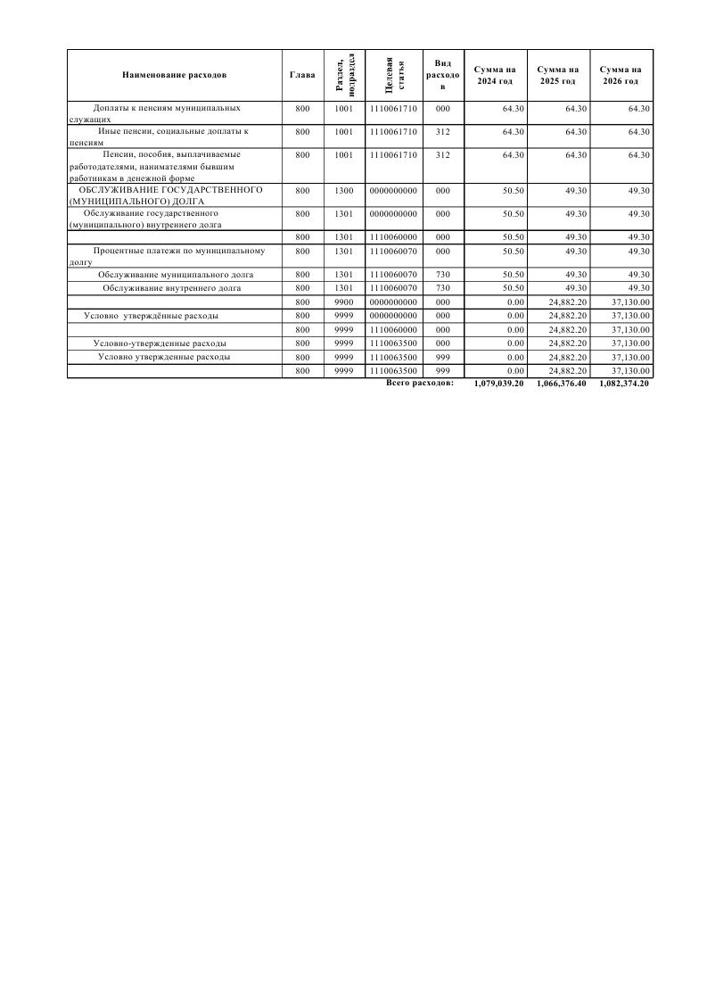 Наименование расходов Глава Раздел, подраздел Целевая статья Вид расходов Сумма на 2024 год Сумма на 2025 год Сумма на 2026 год
Доплаты к пенсиям муниципальных 800 1001 1110061710 000 64.30 64.30 64.30
служащих
Иные пенсии, социальные доплаты к 800 1001 1110061710 312 64.30 64.30 64.30
пенсиям
Пенсии, пособия, выплачиваемые 800 1001 1110061710 312 64.30 64.30 64.30
работодателями, нанимателями бывшим
работникам в денежной форме
ОБСЛУЖИВАНИЕ ГОСУДАРСТВЕННОГО 800 1300 0000000000 000 50.50 49.30 49.30
(МУНИЦИПАЛЬНОГО) ДОЛГА
Обслуживание государственного 800 1301 0000000000 000 50.50 49.30 49.30
(муниципального) внутреннего долга
800 1301 1110060000 000 50.50 49.30 49.30
Процентные платежи по муниципальному 800 1301 1110060070 000 50.50 49.30 49.30
долгу
Обслуживание муниципального долга 800 1301 1110060070 730 50.50 49.30 49.30
Обслуживание внутреннего долга 800 1301 1110060070 730 50.50 49.30 49.30
800 9900 0000000000 000 0.00 24,882.20 37,130.00
Условно утверждённые расходы 800 9999 0000000000 000 0.00 24,882.20 37,130.00
800 9999 1110060000 000 0.00 24,882.20 37,130.00
Условно-утвержденные расходы 800 9999 1110063500 000 0.00 24,882.20 37,130.00
Условно утвержденные расходы 800 9999 1110063500 999 0.00 24,882.20 37,130.00
800 9999 1110063500 999 0.00 24,882.20 37,130.00
Всего расходов: 1,079,039.20 1,066,376.40 1,082,374.20